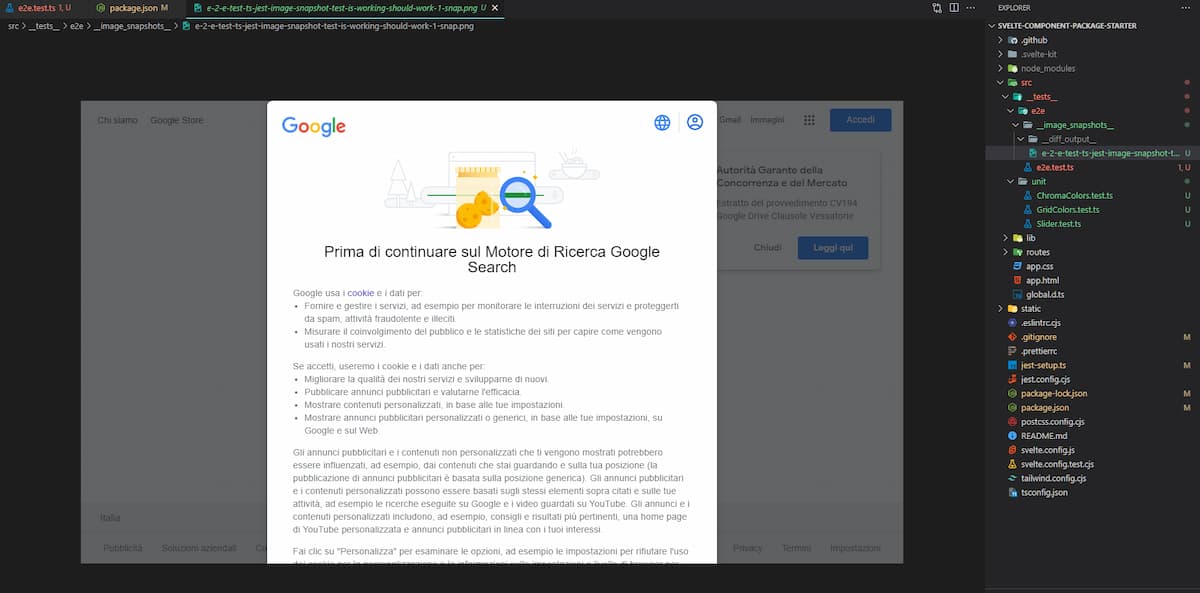 e2e.test.ts 1, U
package.json M
e-2-e-test-ts-jest-image-snapshot-test-is-working-should-work-1-snap.png U
src > __tests__ > e2e > __image_snapshots__ > e-2-e-test-ts-jest-image-snapshot-test-is-working-should-work-1-snap.png
Chi siamo Google Store
Google
Gmail Immagini Accedi
Autorità Garante della
Concorrenza e del Mercato
Estratto del provvedimento CV194
Google Drive Clausole Vessatorie
Chiudi Leggi qui
Prima di continuare sul Motore di Ricerca Google
Search
Google usa i cookie e i dati per:
• Fornire e gestire i servizi, ad esempio per monitorare le interruzioni dei servizi e proteggerti
da spam, attività fraudolente e illeciti.
• Misurare il coinvolgimento del pubblico e le statistiche dei siti per capire come vengono
usati i nostri servizi.
Se accetti, useremo i cookie e i dati anche per:
• Migliorare la qualità dei nostri servizi e svilupparne di nuovi.
• Pubblicare annunci pubblicitari e valutarne l'efficacia.
• Mostrare contenuti personalizzati, in base alle tue impostazioni.
• Mostrare annunci pubblicitari personalizzati o generici, in base alle tue impostazioni, su
Google e sul Web.
Gli annunci pubblicitari e i contenuti non personalizzati che ti vengono mostrati potrebbero
essere influenzati, ad esempio, dai contenuti che stai guardando e sulla tua posizione (la
pubblicazione di annunci pubblicitari è basata sulla posizione generica). Gli annunci pubblicitari
e i contenuti personalizzati possono essere basati sugli stessi elementi sopra citati e sulle tue
attività, ad esempio le ricerche eseguite su Google e i video guardati su YouTube. Gli annunci e i
contenuti personalizzati includono, ad esempio, consigli e risultati più pertinenti, una home page
di YouTube personalizzata e annunci pubblicitari in linea con i tuoi interessi.
Fai clic su "Personalizza" per esaminare le opzioni, ad esempio le impostazioni per rifiutare l'uso
Italia
Pubblicità Soluzioni aziendali Co
Privacy Termini Impostazioni
EXPLORER
SVELTE-COMPONENT-PACKAGE-STARTER
.github
.svelte-kit
node_modules
src
__tests__
e2e
__image_snapshots__
__diff_output__
e-2-e-test-ts-jest-image-snapshot-t... U
e2e.test.ts 1, U
unit
ChromaColors.test.ts U
GridColors.test.ts U
Slider.test.ts U
lib
routes
app.css
app.html
global.d.ts
static
.eslintrc.cjs
.gitignore M
.prettierrc
jest-setup.ts M
jest.config.cjs
package-lock.json M
package.json M
postcss.config.cjs
README.md
svelte.config.js
svelte.config.test.cjs
tailwind.config.cjs
tsconfig.json